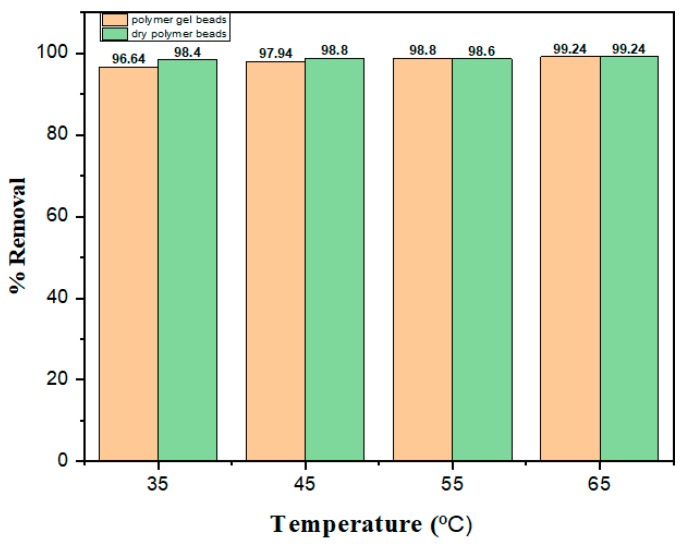 polymer gel beads
dry polymer beads
96.64 98.4 97.94 98.8 98.8 98.6 99.24 99.24
100
80
60
40
20
0
% Removal
35 45 55 65
Temperature (ºC)